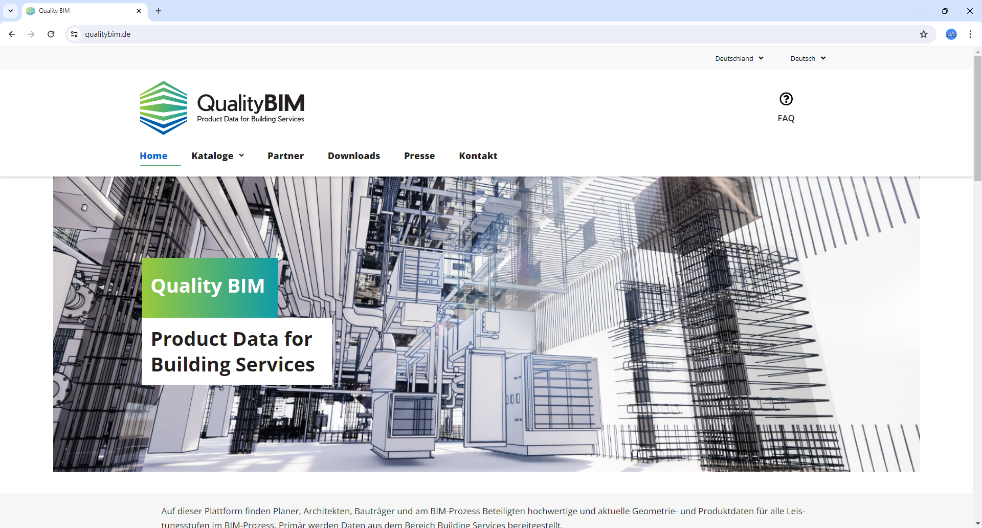 Quality BIM
qualitybim.de
Deutschland
Deutsch
QualityBIM
Product Data for Building Services
FAQ
Home
Kataloge
Partner
Downloads
Presse
Kontakt
Quality BIM
Product Data for
Building Services
Auf dieser Plattform finden Planer, Architekten, Bauträger und am BIM-Prozess Beteiligten hochwertige und aktuelle Geometrie- und Produktdaten für alle Leis-
tungsstufen im BIM-Prozess. Primär werden Daten aus dem Bereich Building Services bereitgestellt.